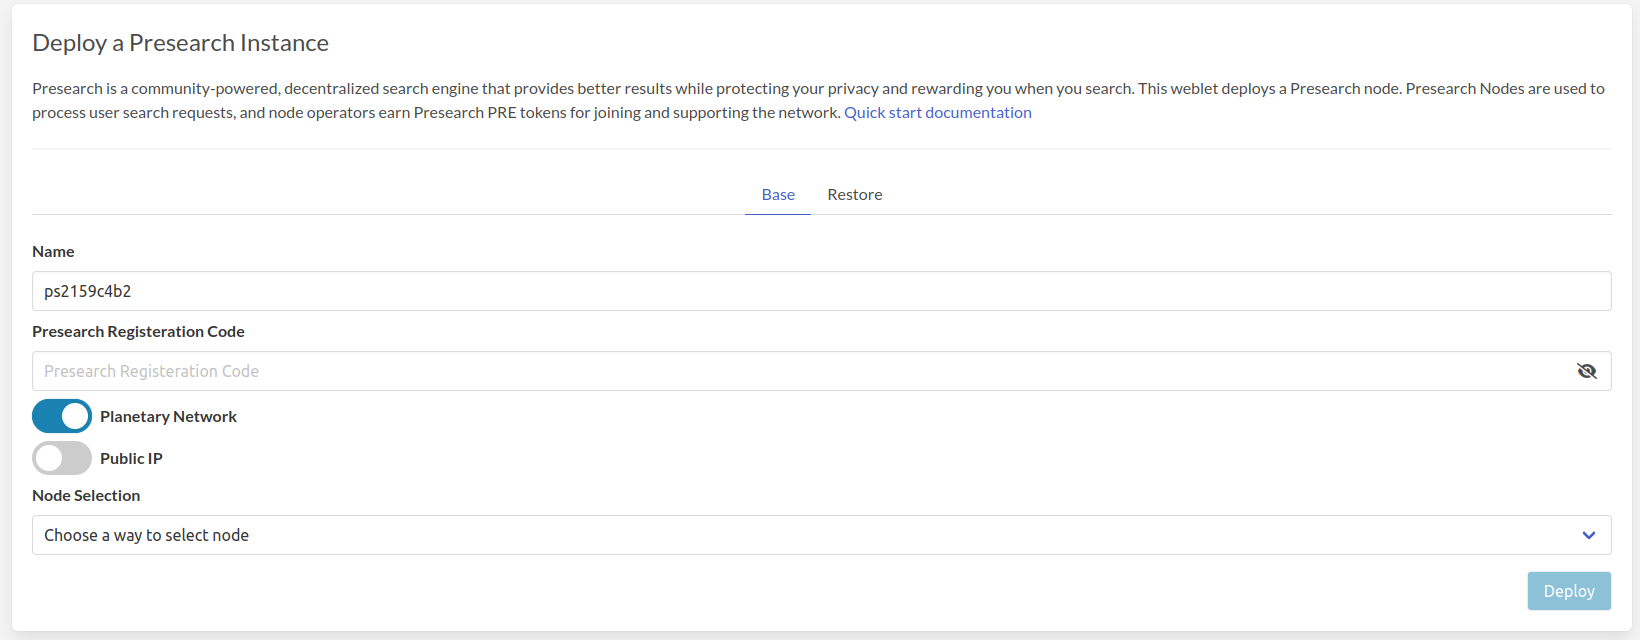 Deploy a Presearch Instance
Presearch is a community-powered, decentralized search engine that provides better results while protecting your privacy and rewarding you when you search. This weblet deploys a Presearch node. Presearch Nodes are used to
process user search requests, and node operators earn Presearch PRE tokens for joining and supporting the network. Quick start documentation
Base Restore
Name
ps2159c4b2
Presearch Registeration Code
Presearch Registeration Code
Planetary Network
Public IP
Node Selection
Choose a way to select node
Deploy